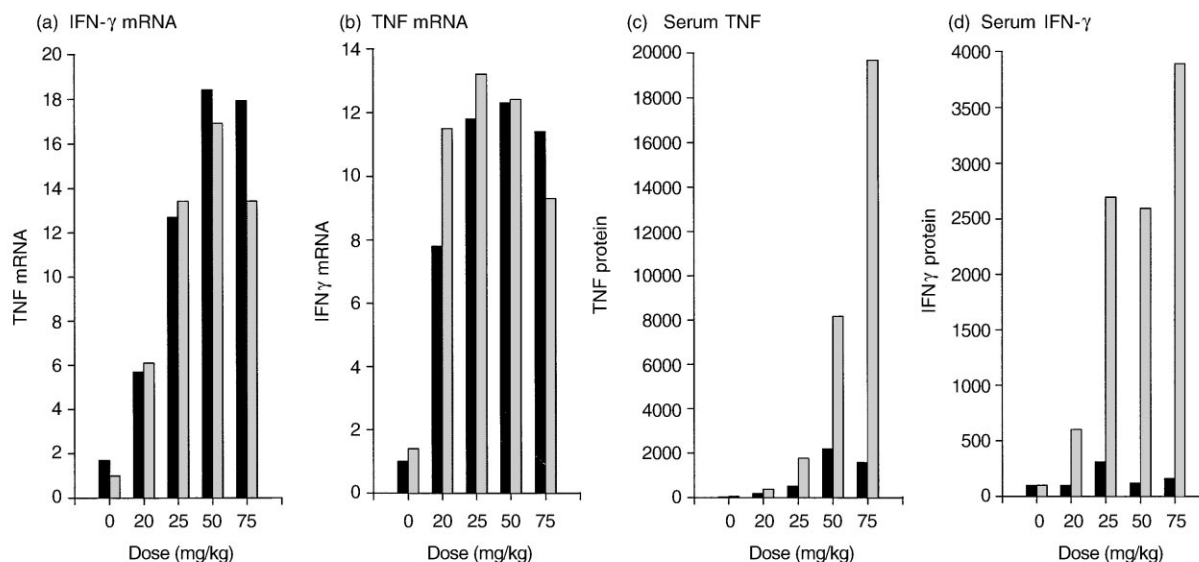 (a) IFN-γ mRNA
TNF mRNA
20
18
16
14
12
10
8
6
4
2
0
0 20 25 50 75
Dose (mg/kg)
(b) TNF mRNA
IFNγ mRNA
14
12
10
8
6
4
2
0
0 20 25 50 75
Dose (mg/kg)
(c) Serum TNF
TNF protein
20000
18000
16000
14000
12000
10000
8000
6000
4000
2000
0
0 20 25 50 75
Dose (mg/kg)
(d) Serum IFN-γ
IFNγ protein
4000
3500
3000
2500
2000
1500
1000
500
0
0 20 25 50 75
Dose (mg/kg)